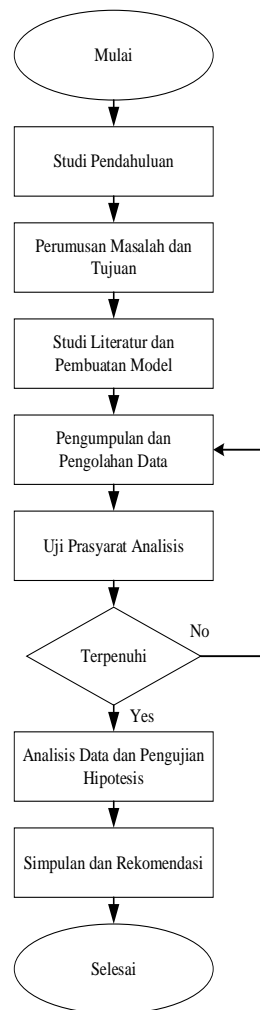 Mulai
Studi Pendahuluan
Perumusan Masalah dan
Tujuan
Studi Literatur dan
Pembuatan Model
Pengumpulan dan
Pengolahan Data
Uji Prasyarat Analisis
Terpenuhi
No
Yes
Analisis Data dan Pengujian
Hipotesis
Simpulan dan Rekomendasi
Selesai